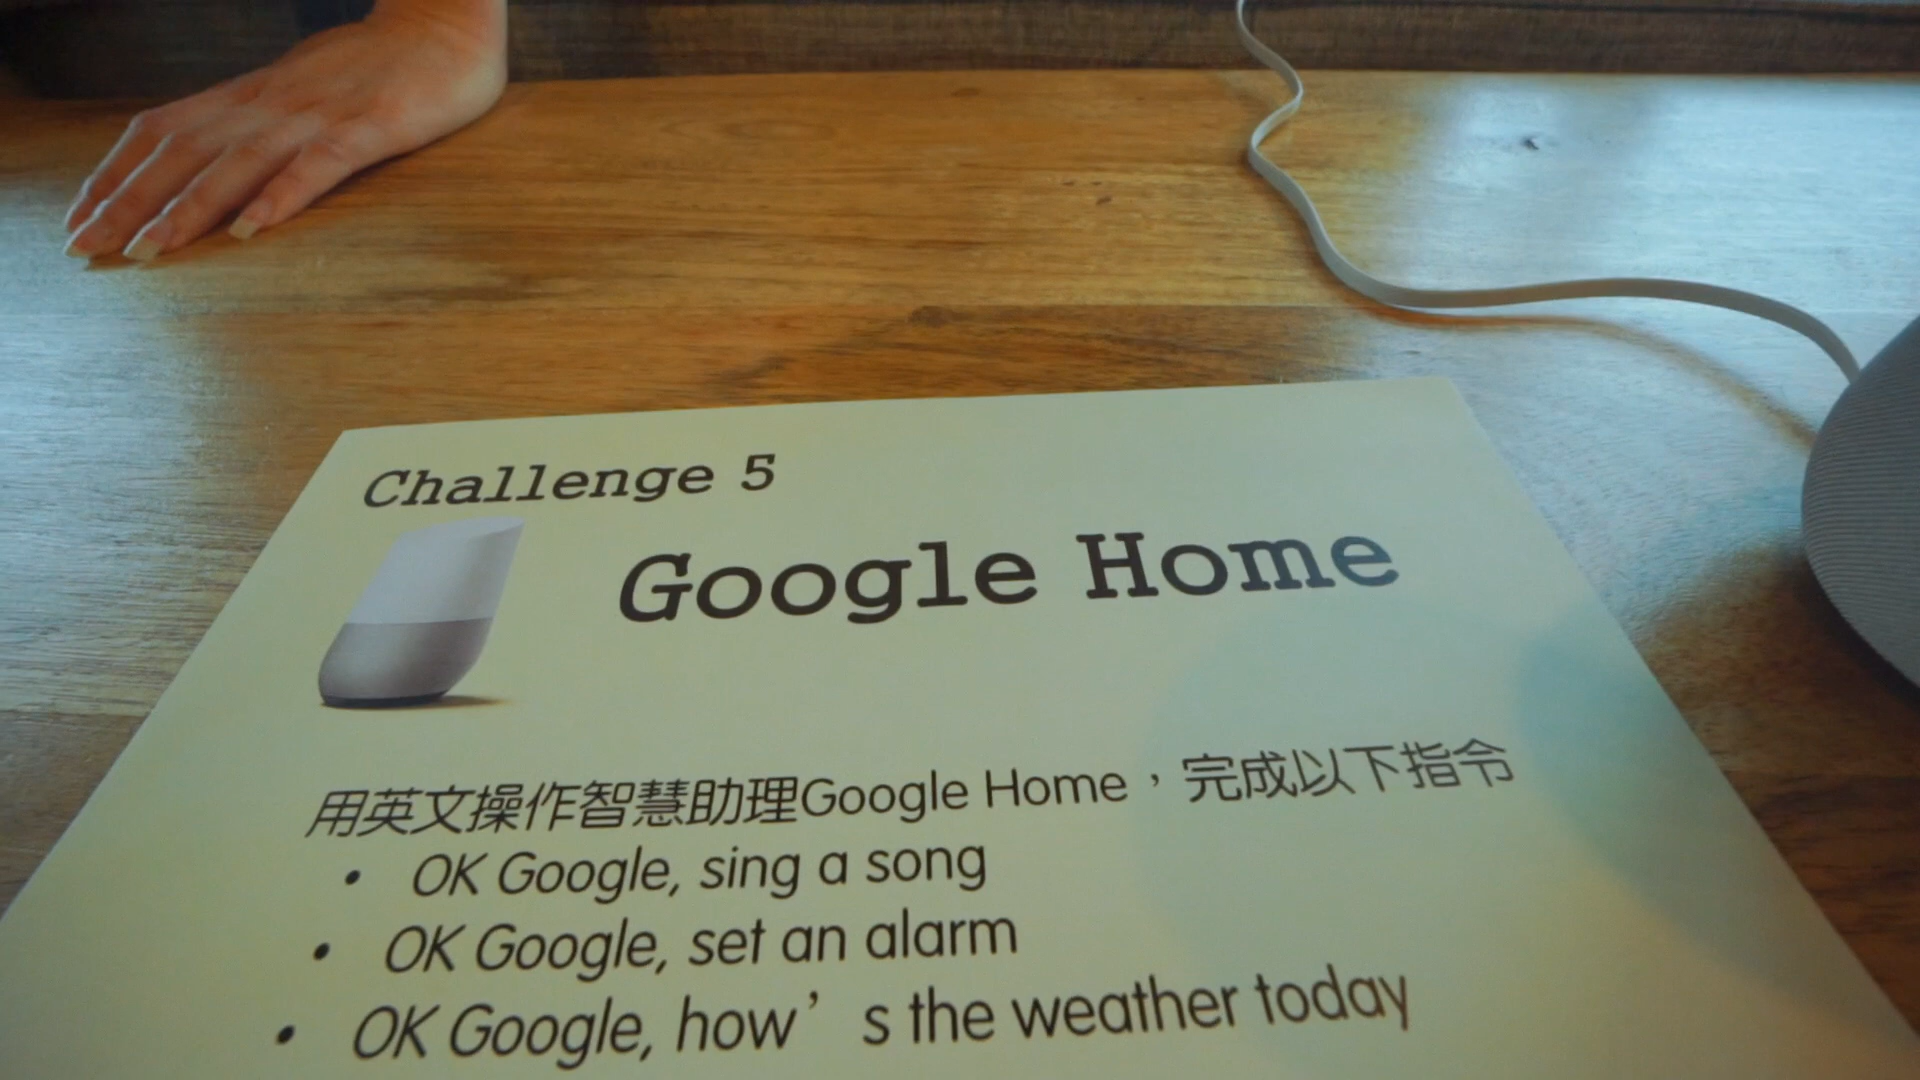 Challenge 5
Google Home
用英文操作智慧助理Google Home，完成以下指令
• OK Google, sing a song
• OK Google, set an alarm
• OK Google, how’s the weather today